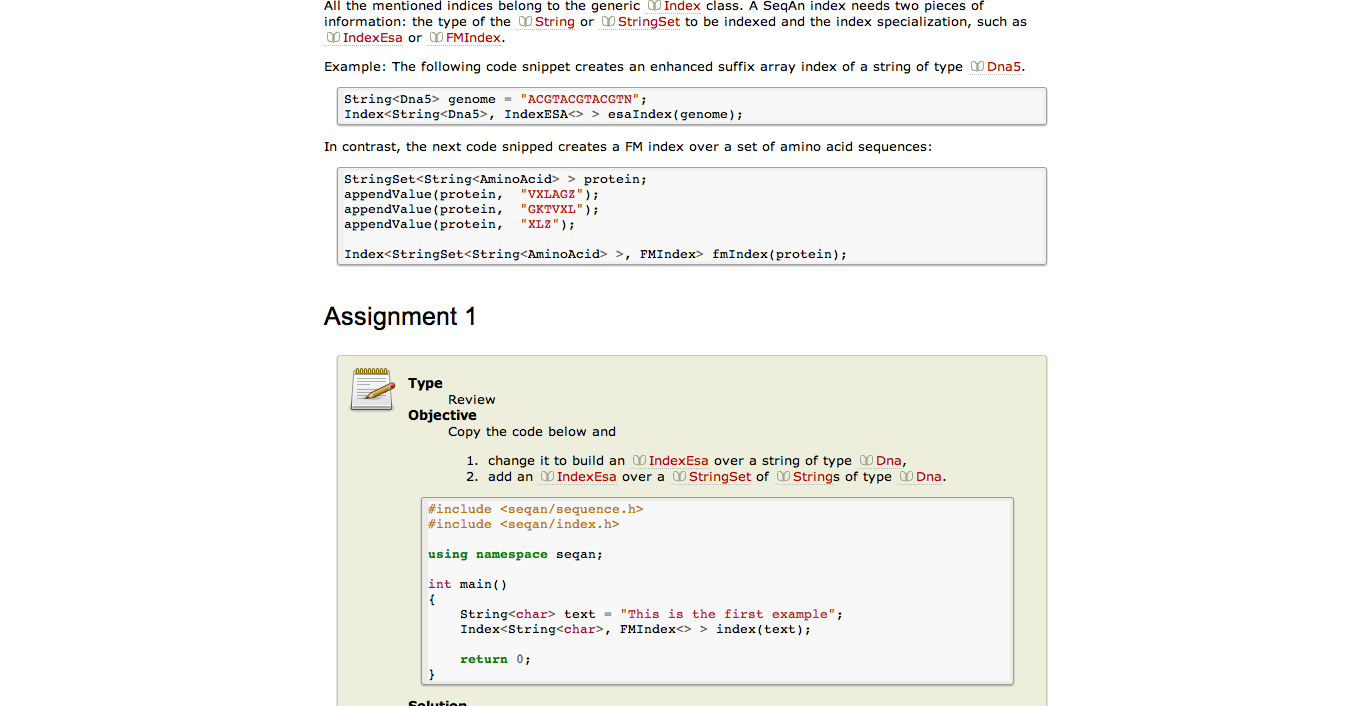 All the mentioned indices belong to the generic Index class. A SeqAn index needs two pieces of
information: the type of the String or StringSet to be indexed and the index specialization, such as
IndexEsa or FMIndex.
Example: The following code snippet creates an enhanced suffix array index of a string of type Dna5.
String<Dna5> genome = "ACGTACGTACGTN";
Index<String<Dna5>, IndexESA<> > esaIndex(genome);
In contrast, the next code snipped creates a FM index over a set of amino acid sequences:
StringSet<String<AminoAcid> > protein;
appendValue(protein,  "VXLAGZ");
appendValue(protein,  "GKTVXL");
appendValue(protein,  "XLZ");
Index<StringSet<String<AminoAcid> >, FMIndex> fmIndex(protein);
Assignment 1
Type
Review
Objective
Copy the code below and
1. change it to build an IndexEsa over a string of type Dna,
2. add an IndexEsa over a StringSet of Strings of type Dna.
#include <seqan/sequence.h>
#include <seqan/index.h>
using namespace seqan;
int main()
{
    String<char> text = "This is the first example";
    Index<String<char>, FMIndex<> > index(text);
    return 0;
}
Solution